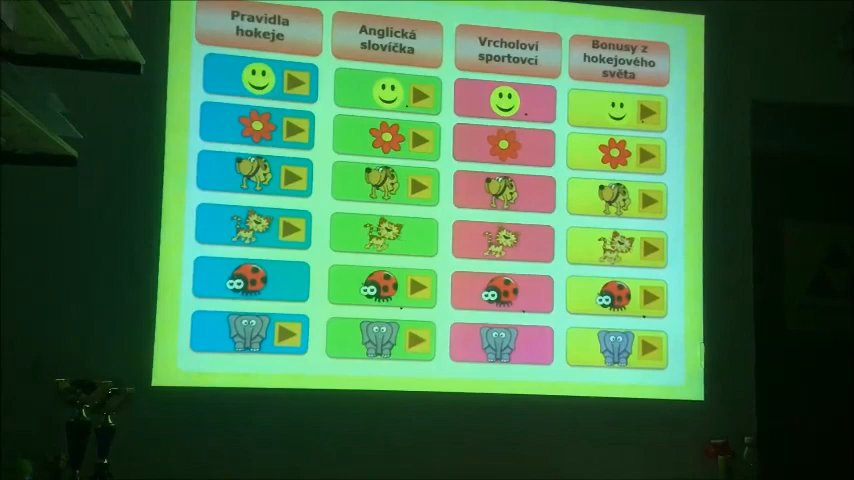 Pravidla
hokeje
Anglická
slovíčka
Vrcholoví
sportovci
Bonusy z
hokejového
světa